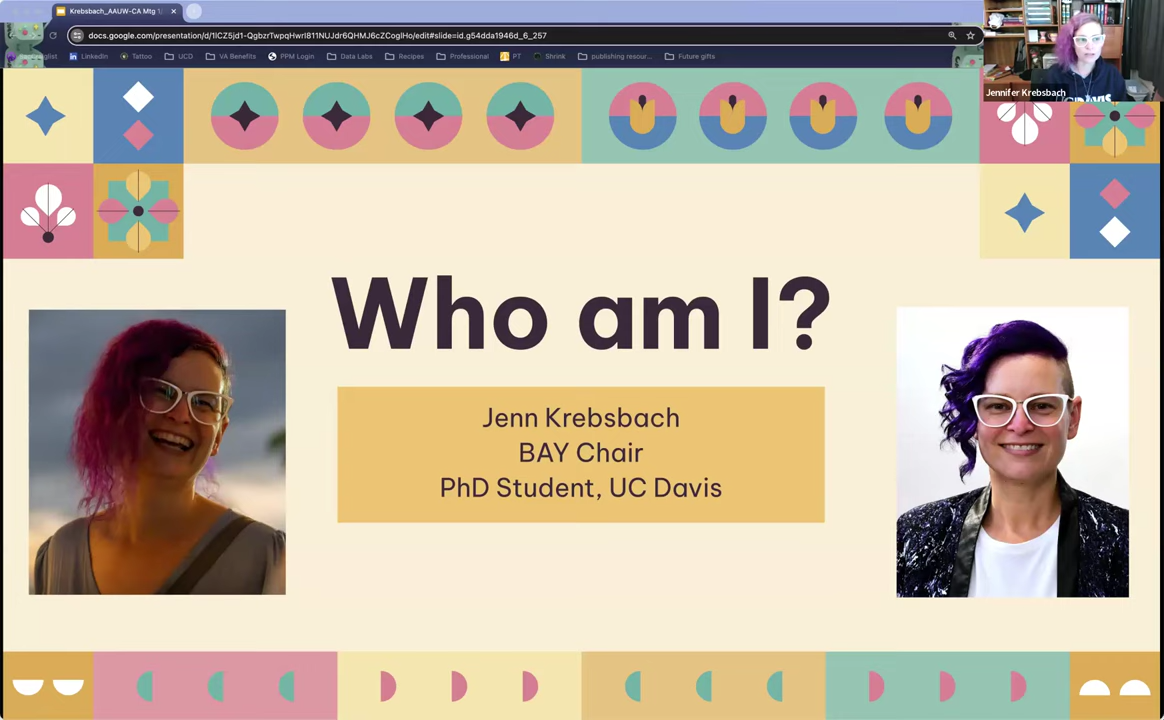 Krebsbach_AAUW-CA Mtg 1/
docs.google.com/presentation/d/1lCZ5jd1-QgbzrTwpqHwrl811NUJdr6QHMJ6cZCoglHo/edit#slide=id.g54dda1946d_6_257
LinkedIn Tattoo UCD VA Benefits PPM Login Data Labs Recipes Professional PT Shrink publishing resour... Future gifts
Jennifer Krebsbach
Who am I?
Jenn Krebsbach
BAY Chair
PhD Student, UC Davis